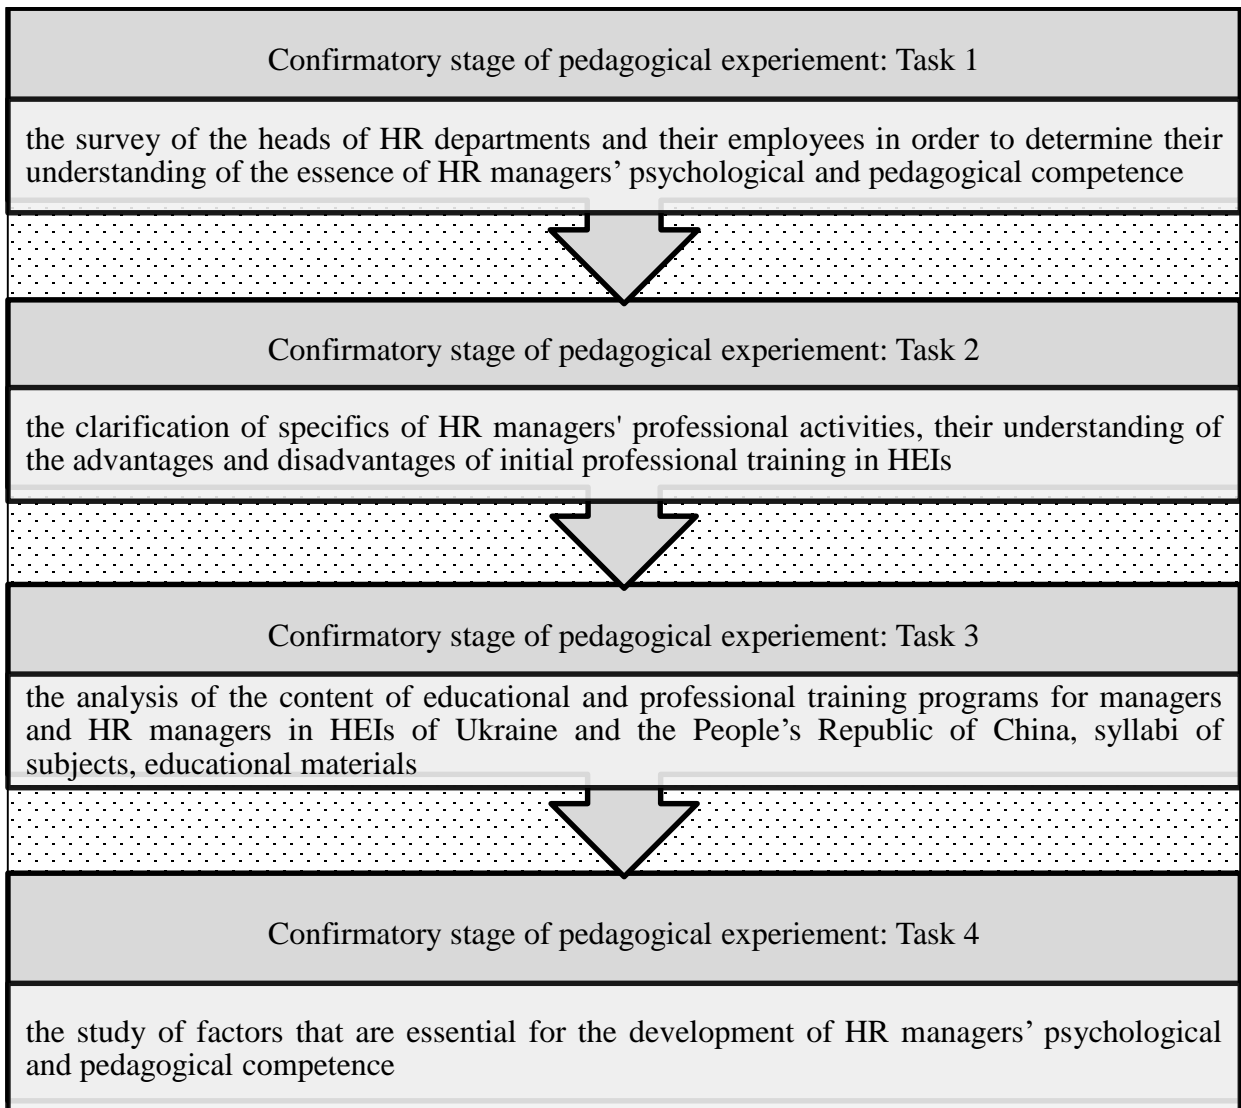 Confirmatory stage of pedagogical experiement: Task 1
the survey of the heads of HR departments and their employees in order to determine their
understanding of the essence of HR managers’ psychological and pedagogical competence
Confirmatory stage of pedagogical experiement: Task 2
the clarification of specifics of HR managers' professional activities, their understanding of
the advantages and disadvantages of initial professional training in HEIs
Confirmatory stage of pedagogical experiement: Task 3
the analysis of the content of educational and professional training programs for managers
and HR managers in HEIs of Ukraine and the People’s Republic of China, syllabi of
subjects, educational materials
Confirmatory stage of pedagogical experiement: Task 4
the study of factors that are essential for the development of HR managers’ psychological
and pedagogical competence